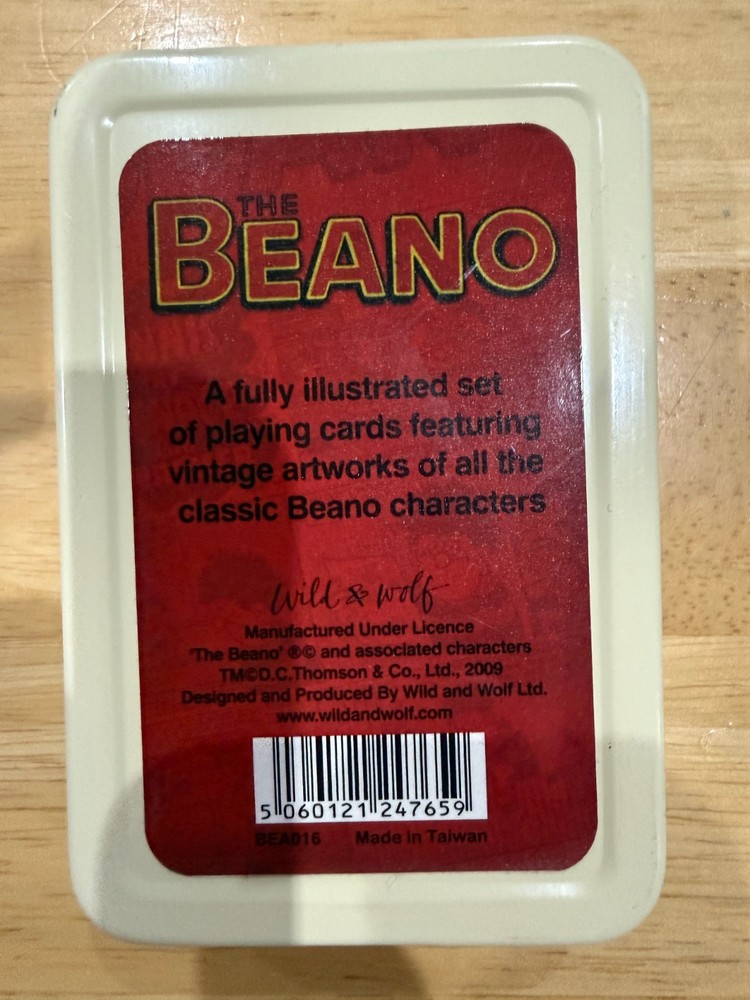 THE
BEANO
A fully illustrated set
of playing cards featuring
vintage artworks of all the
classic Beano characters
wild & wolf
Manufactured Under Licence
'The Beano' ®© and associated characters
TM©D.C.Thomson & Co., Ltd., 2009
Designed and Produced By Wild and Wolf Ltd.
www.wildandwolf.com
5 060121 247659
BEA016 Made in Taiwan